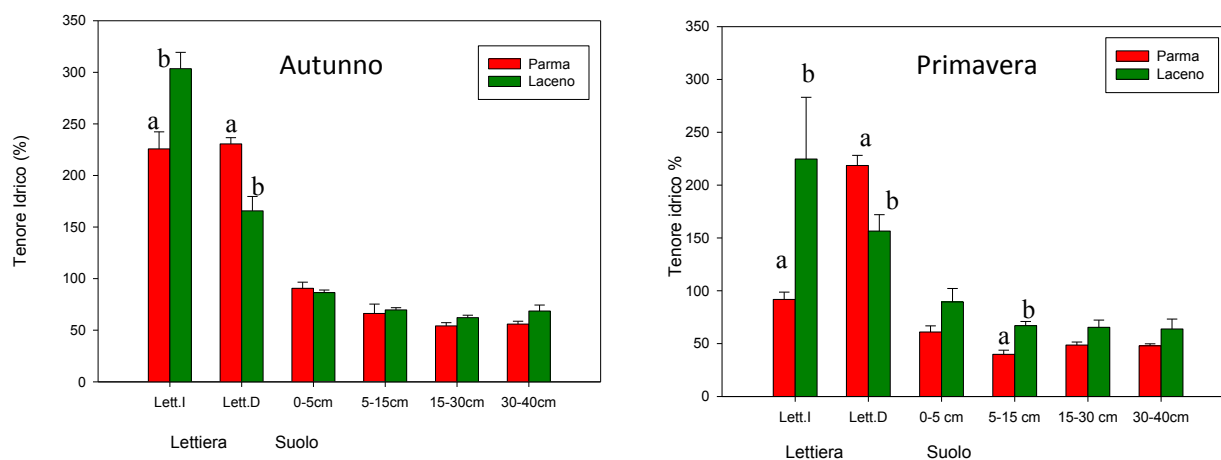 350
300
250
200
150
100
50
0
Tenore Idrico (%)
Autunno
Parma
Laceno
a
b
a
b
Lett.I
Lett.D
0-5cm
5-15cm
15-30cm
30-40cm
Lettiera
Suolo
350
300
250
200
150
100
50
0
Tenore idrico %
Primavera
Parma
Laceno
a
b
a
b
a
b
Lett.I
Lett.D
0-5 cm
5-15 cm
15-30 cm
30-40cm
Lettiera
Suolo